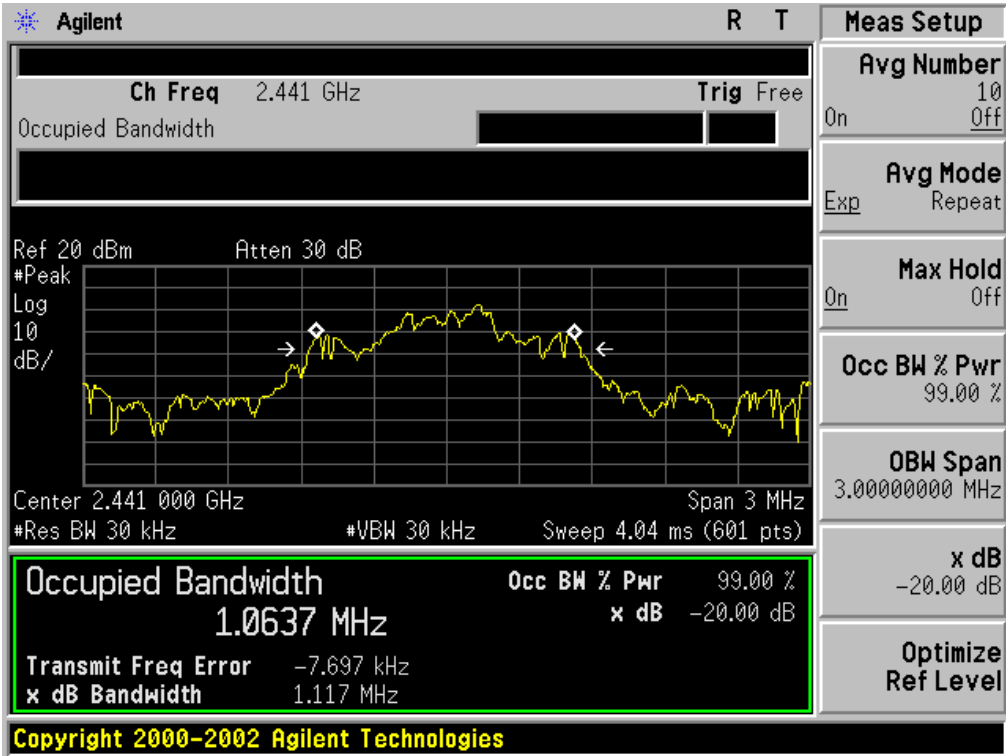 Agilent R T
Ch Freq 2.441 GHz Trig Free
Occupied Bandwidth
Ref 20 dBm Atten 30 dB
#Peak
Log
10
dB/
Center 2.441 000 GHz Span 3 MHz
#Res BW 30 kHz #VBW 30 kHz Sweep 4.04 ms (601 pts)
Occupied Bandwidth
1.0637 MHz
Occ BW % Pwr 99.00 %
x dB -20.00 dB
Transmit Freq Error -7.697 kHz
x dB Bandwidth 1.117 MHz
Copyright 2000-2002 Agilent Technologies
Meas Setup
Avg Number
10
On Off
Avg Mode
Exp Repeat
Max Hold
On Off
Occ BW % Pwr
99.00 %
OBW Span
3.00000000 MHz
x dB
-20.00 dB
Optimize
Ref Level